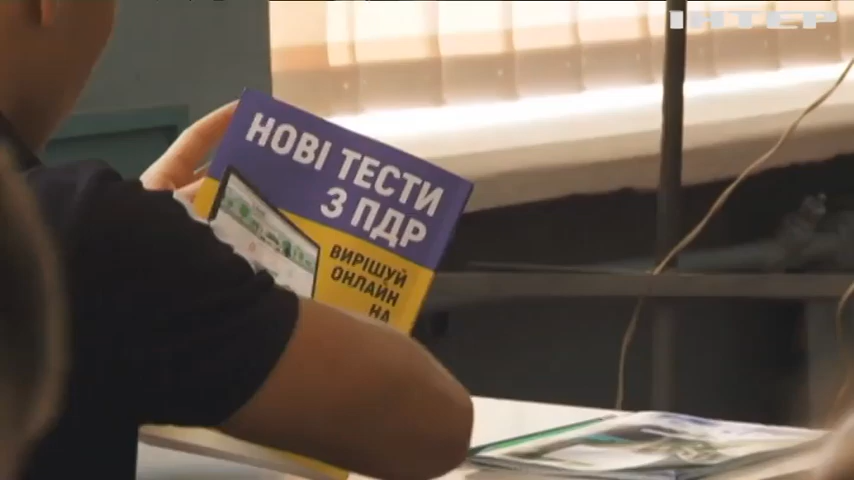 ІНТЕР
НОВІ ТЕСТИ
З ПДР
ВИРІШУЙ
ОНЛАЙН
НА